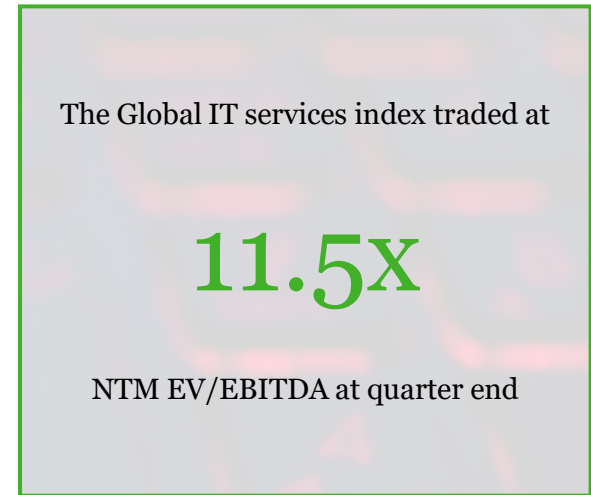 The Global IT services index traded at
11.5x
NTM EV/EBITDA at quarter end